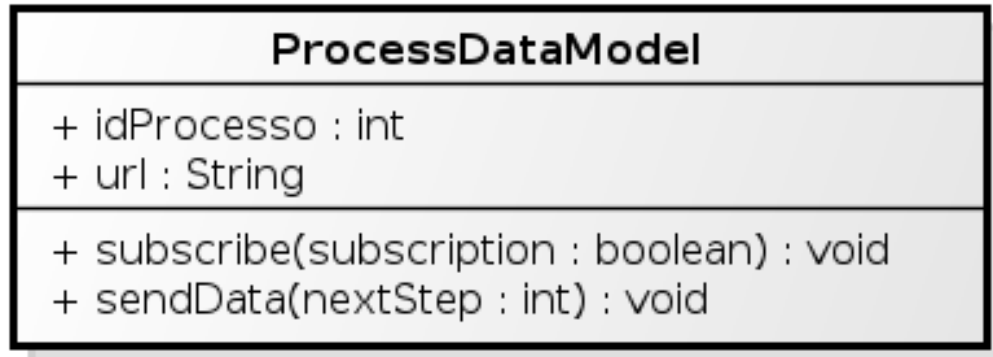 ProcessDataModel
+ idProcesso : int
+ url : String
+ subscribe(subscription : boolean) : void
+ sendData(nextStep : int) : void